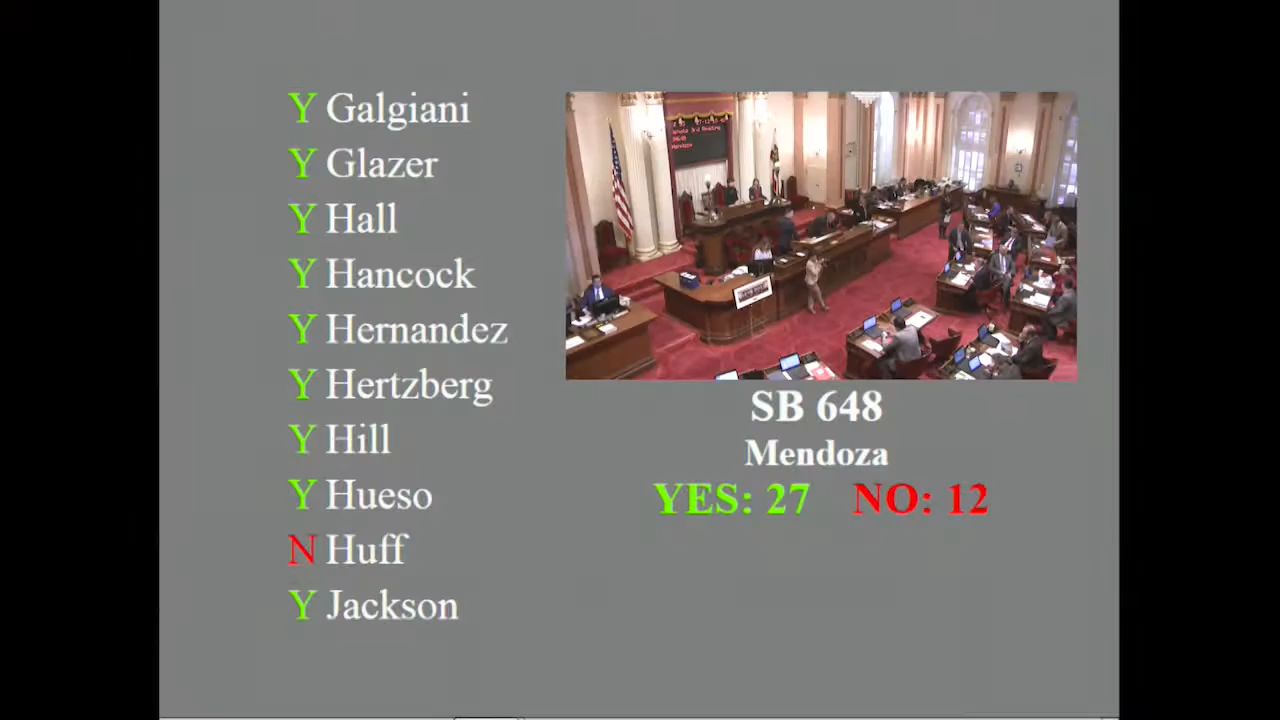 Y Galgiani
Y Glazer
Y Hall
Y Hancock
Y Hernandez
Y Hertzberg
Y Hill
Y Hueso
N Huff
Y Jackson
SB 648
Mendoza
YES: 27 NO: 12